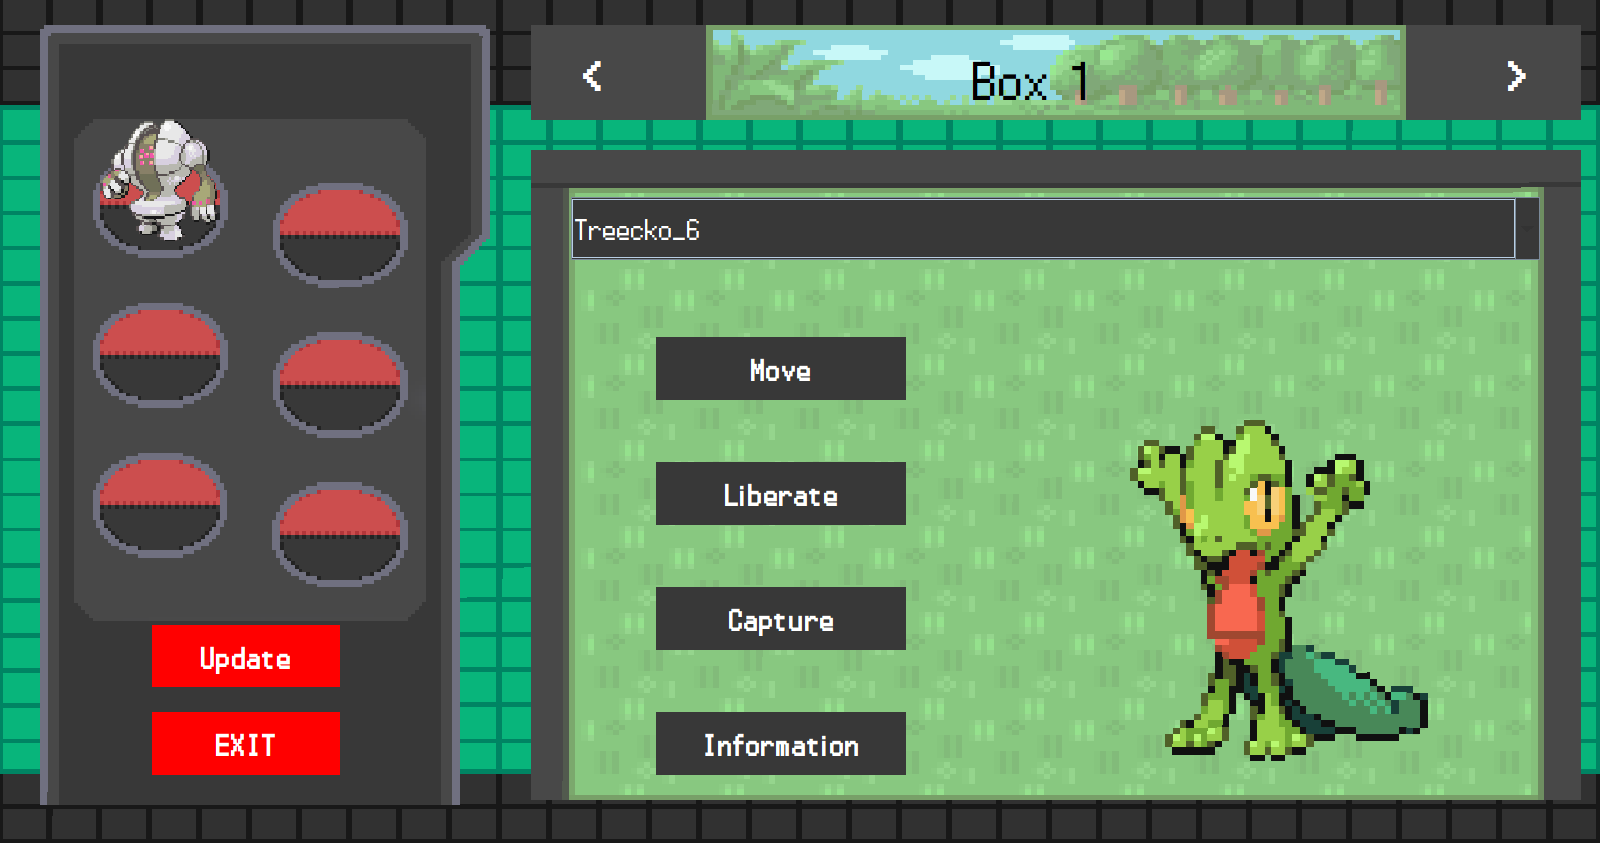 <
Box 1
>
Treecko_6
Move
Liberate
Capture
Information
Update
EXIT